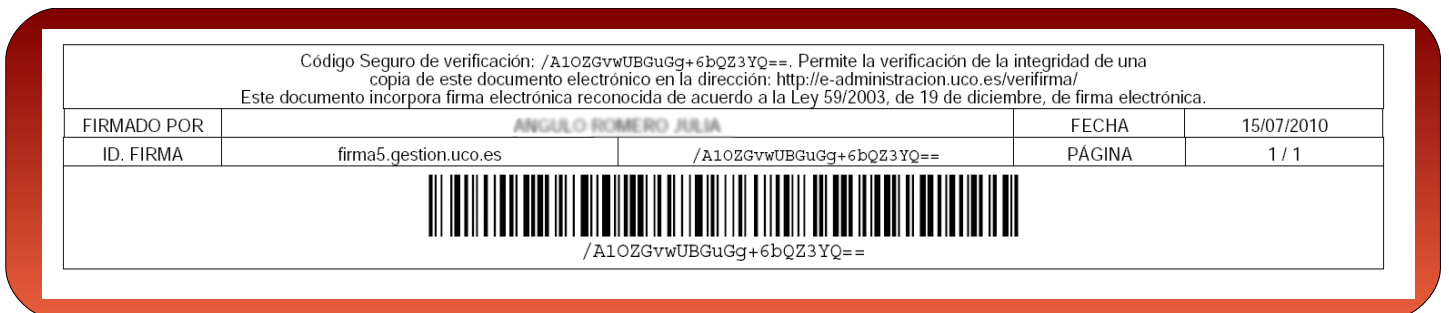 Código Seguro de verificación: /A1OZGvwUBGuGg+6bQZ3YQ==. Permite la verificación de la integridad de una
copia de este documento electrónico en la dirección: http://e-administracion.uco.es/verifirma/
Este documento incorpora firma electrónica reconocida de acuerdo a la Ley 59/2003, de 19 de diciembre, de firma electrónica.
FIRMADO POR ANGULO ROMERO JULIA FECHA 15/07/2010
ID. FIRMA firma5.gestion.uco.es /A1OZGvwUBGuGg+6bQZ3YQ== PÁGINA 1 / 1
/A1OZGvwUBGuGg+6bQZ3YQ==